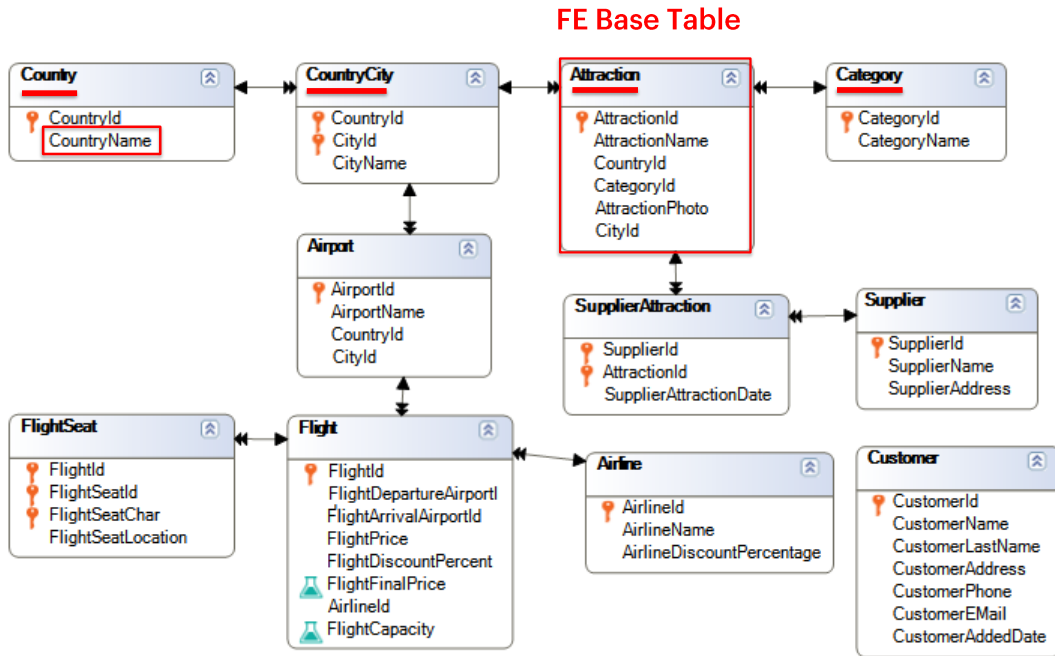 FE Base Table
Country
CountryId
CountryName
CountryCity
CountryId
CityId
CityName
Attraction
AttractionId
AttractionName
CountryId
CategoryId
AttractionPhoto
CityId
Category
CategoryId
CategoryName
Airport
AirportId
AirportName
CountryId
CityId
SupplierAttraction
SupplierId
AttractionId
SupplierAttractionDate
Supplier
SupplierId
SupplierName
SupplierAddress
FlightSeat
FlightId
FlightSeatId
FlightSeatChar
FlightSeatLocation
Flight
FlightId
FlightDepartureAirportI
FlightArrivalAirportId
FlightPrice
FlightDiscountPercent
FlightFinalPrice
AirlineId
FlightCapacity
Airline
AirlineId
AirlineName
AirlineDiscountPercentage
Customer
CustomerId
CustomerName
CustomerLastName
CustomerAddress
CustomerPhone
CustomerEMail
CustomerAddedDate